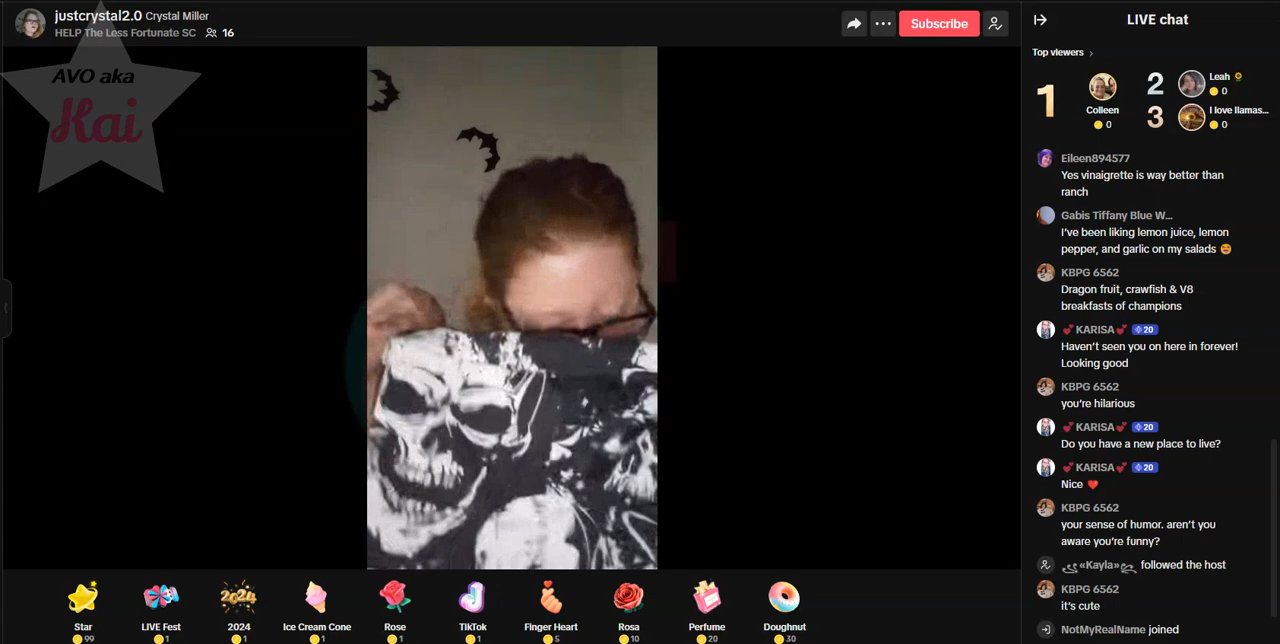 justcrystal2.0 Crystal Miller
HELP The Less Fortunate SC 16
Subscribe
AVO aka
Kai
LIVE chat
Top viewers
1
Colleen
0
2
Leah
0
3
I love llamas...
0
Eileen894577
Yes vinaigrette is way better than
ranch
Gabis Tiffany Blue W...
I've been liking lemon juice, lemon
pepper, and garlic on my salads
KBPG 6562
Dragon fruit, crawfish & V8
breakfasts of champions
KARISA 20
Haven't seen you on here in forever!
Looking good
KBPG 6562
you're hilarious
KARISA 20
Do you have a new place to live?
KARISA 20
Nice
KBPG 6562
your sense of humor. aren't you
aware you're funny?
«Kayla» followed the host
KBPG 6562
it's cute
NotMyRealName joined
2024
Star
LIVE Fest
2024
Ice Cream Cone
Rose
TikTok
Finger Heart
Rosa
Perfume
Doughnut
99
1
1
1
1
1
5
10
20
30